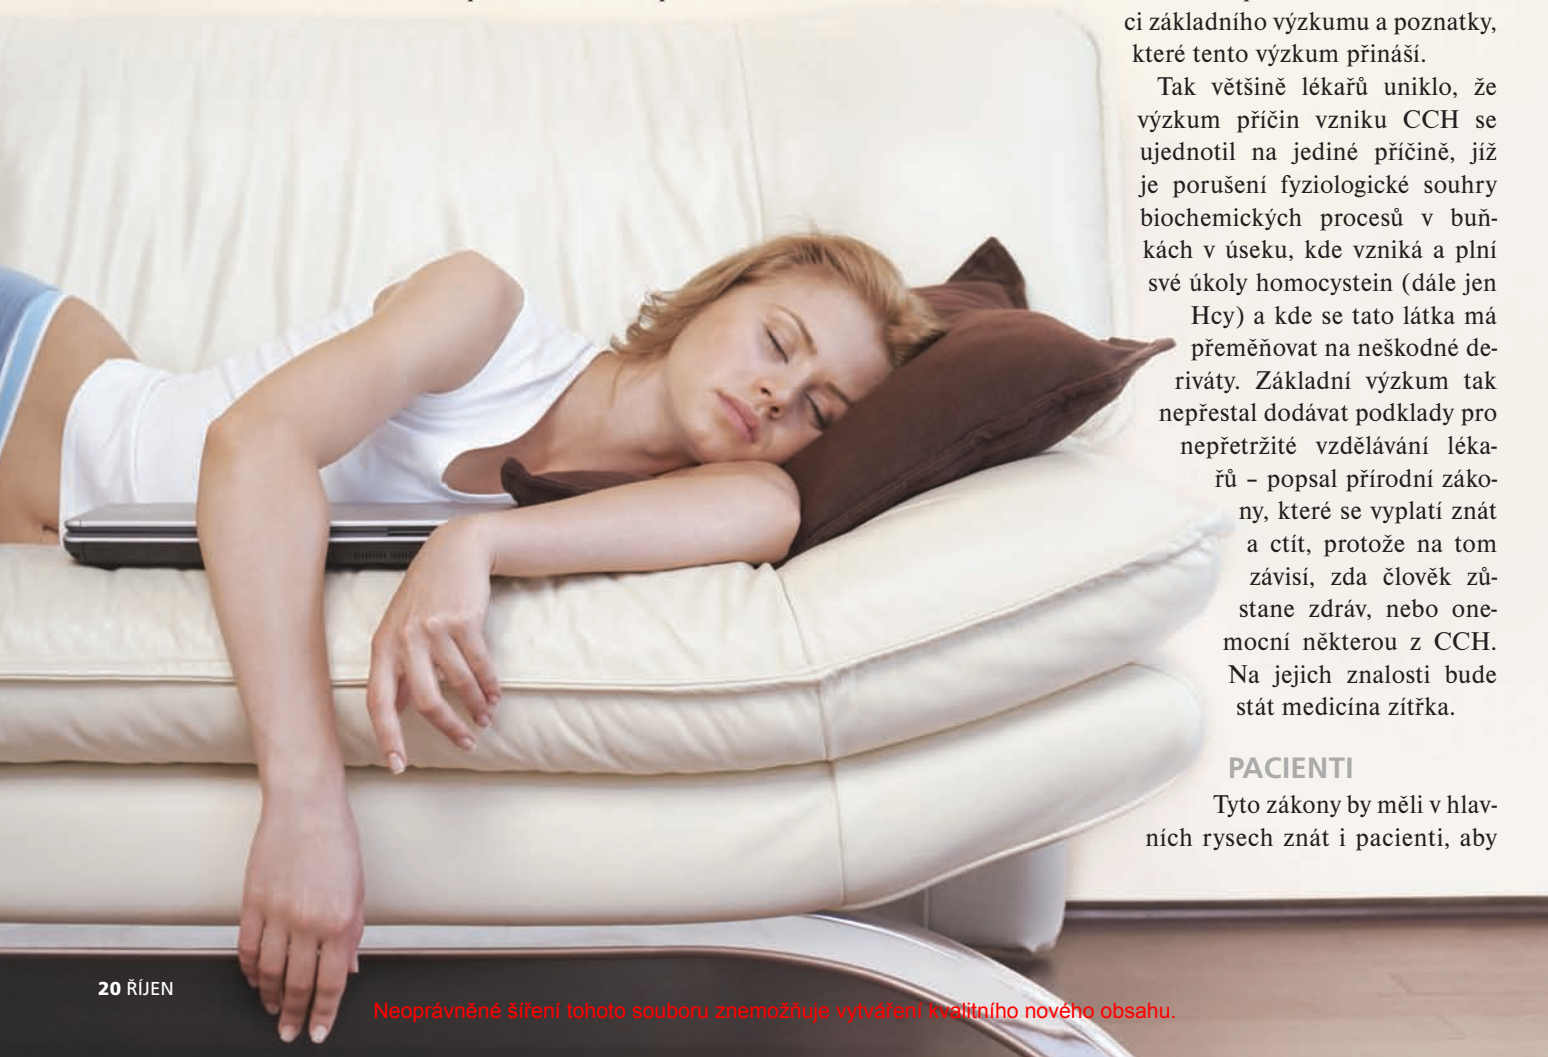 ci základního výzkumu a poznatky,
které tento výzkum přináší.
Tak většině lékařů uniklo, že
výzkum příčin vzniku CCH se
ujednotil na jediné příčině, jíž
je porušení fyziologické souhry
biochemických procesů v buň-
kách v úseku, kde vzniká a plní
své úkoly homocystein (dále jen
Hcy) a kde se tato látka má
přeměňovat na neškodné de-
riváty. Základní výzkum tak
nepřestal dodávat podklady pro
nepřetržité vzdělávání léka-
řů – popsal přírodní záko-
ny, které se vyplatí znát
a ctít, protože na tom
závisí, zda člověk zů-
stane zdráv, nebo one-
mocní některou z CCH.
Na jejich znalosti bude
stát medicína zítřka.
PACIENTI
Tyto zákony by měli v hlav-
ních rysech znát i pacienti, aby
20 ŘÍJEN
Neoprávněné šíření tohoto souboru znemožňuje vytváření kvalitního nového obsahu.